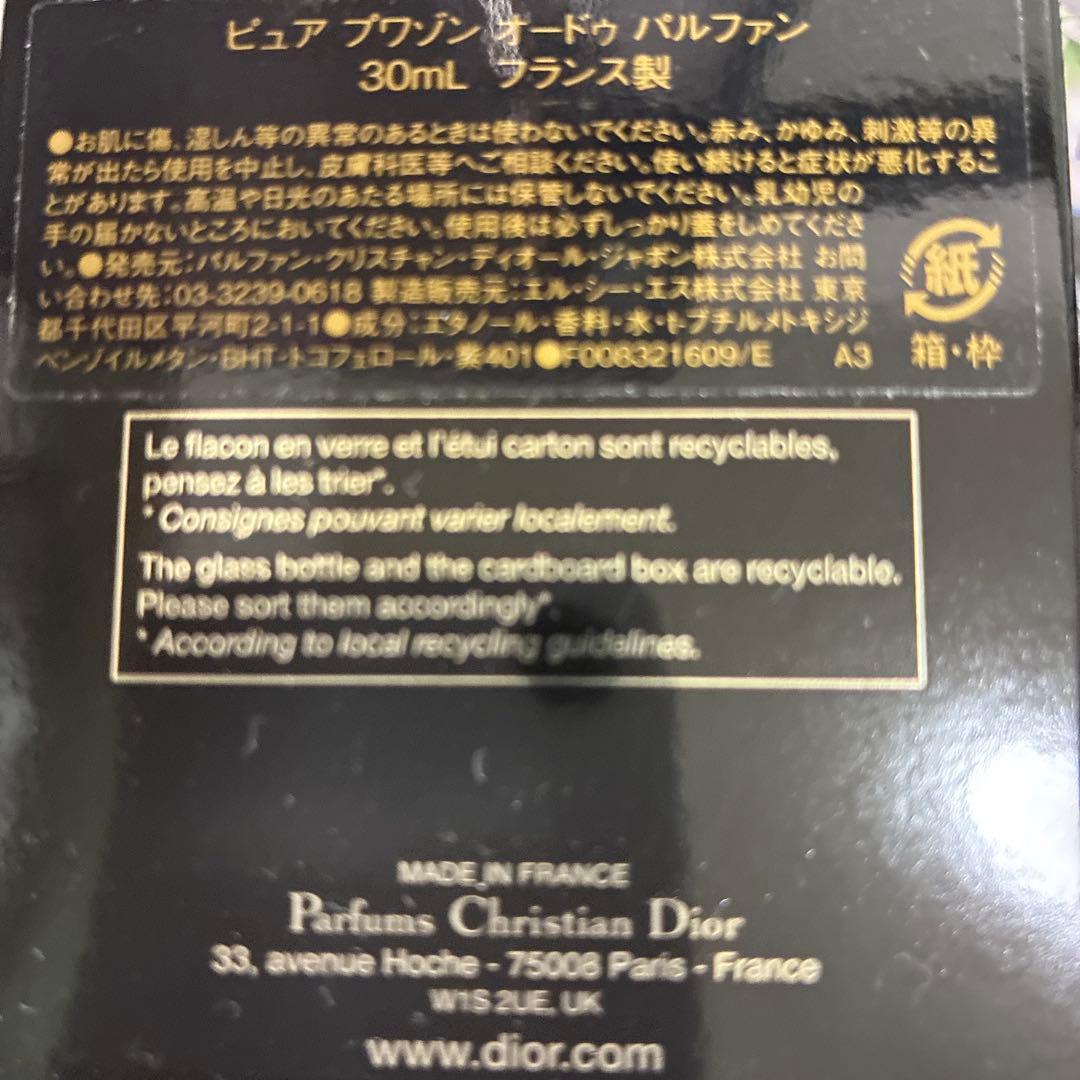 ピュア プワゾン オードゥ パルファン
30mL フランス製
●お肌に傷、湿しん等の異常のあるときは使わないでください。赤み、かゆみ、刺激等の異
常が出たら使用を中止し、皮膚科医等へご相談ください。使い続けると症状が悪化するこ
とがあります。高温や日光のあたる場所には保管しないでください。乳幼児の
手の届かないところにおいてください。使用後は必ずしっかり蓋をしめてくださ
い。●発売元:パルファン・クリスチャン・ディオール・ジャポン株式会社 お問
い合わせ先:03-3239-0618 製造販売元:エル・シー・エス株式会社 東京
都千代田区平河町2-1-1●成分:エタノール・香料・水・t-ブチルメトキシジ
ベンゾイルメタン・BHT・トコフェロール・紫401●F008321609/E A3
紙
箱・枠
Le flacon en verre et l'étui carton sont recyclables,
pensez à les trier*.
* Consignes pouvant varier localement.
The glass bottle and the cardboard box are recyclable.
Please sort them accordingly*.
* According to local recycling guidelines.
MADE IN FRANCE
Parfums Christian Dior
33, avenue Hoche - 75008 Paris - France
W1S 2UE, UK
www.dior.com